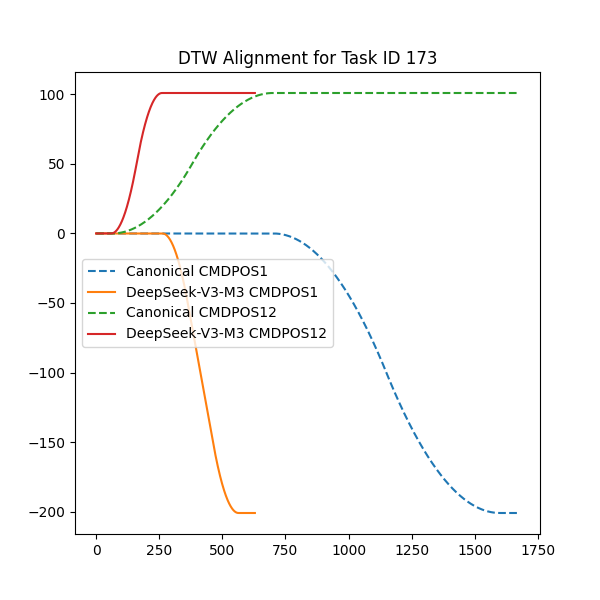 DTW Alignment for Task ID 173
100
50
0
−50
−100
−150
−200
Canonical CMDPOS1
DeepSeek-V3-M3 CMDPOS1
Canonical CMDPOS12
DeepSeek-V3-M3 CMDPOS12
0 250 500 750 1000 1250 1500 1750